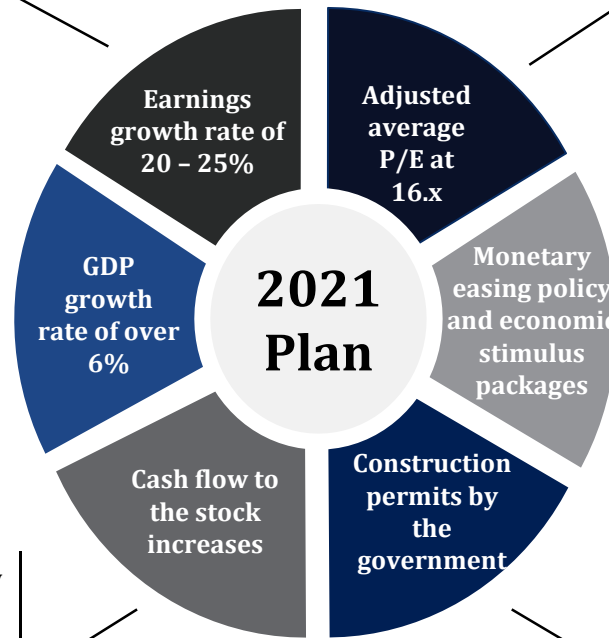 Earnings
growth rate of
20 – 25%
Adjusted
average
P/E at
16.x
GDP
growth
rate of over
6%
2021
Plan
Monetary
easing policy
and economic
stimulus
packages
Cash flow to
the stock
increases
Construction
permits by
the
government